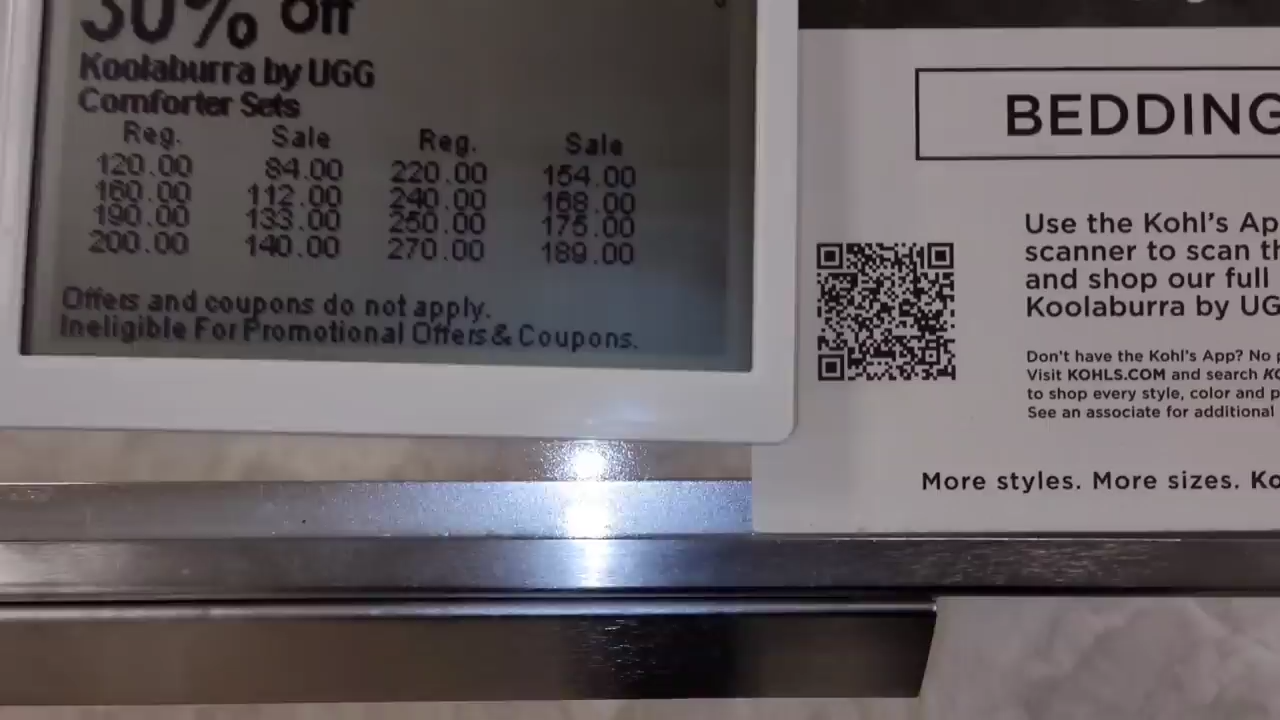 30% off
Koolaburra by UGG
Comforter Sets
Reg. Sale Reg. Sale
120.00 84.00 220.00 154.00
160.00 112.00 240.00 168.00
190.00 133.00 250.00 175.00
200.00 140.00 270.00 189.00
Offers and coupons do not apply.
Ineligible For Promotional Offers & Coupons.
BEDDING
Use the Kohl's Ap
scanner to scan th
and shop our full
Koolaburra by UG
Don't have the Kohl's App? No p
Visit KOHLS.COM and search KO
to shop every style, color and p
See an associate for additional
More styles. More sizes. Ko